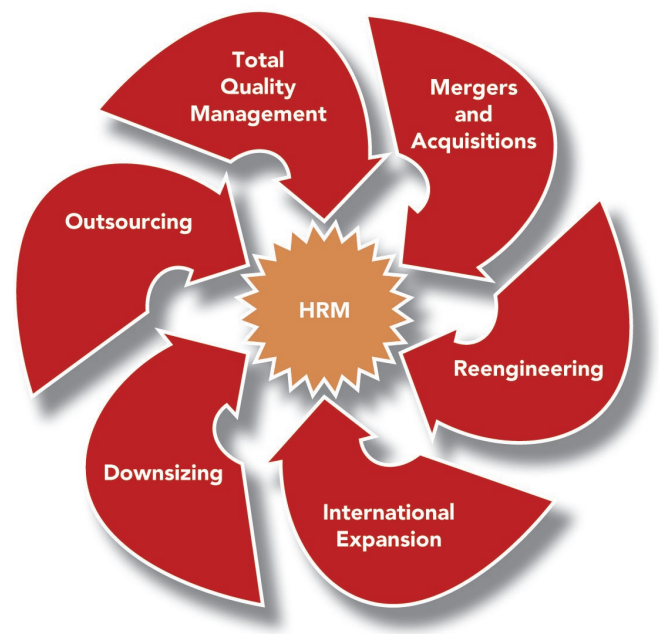 Total
Quality
Management
Mergers
and
Acquisitions
Outsourcing
HRM
Reengineering
Downsizing
International
Expansion